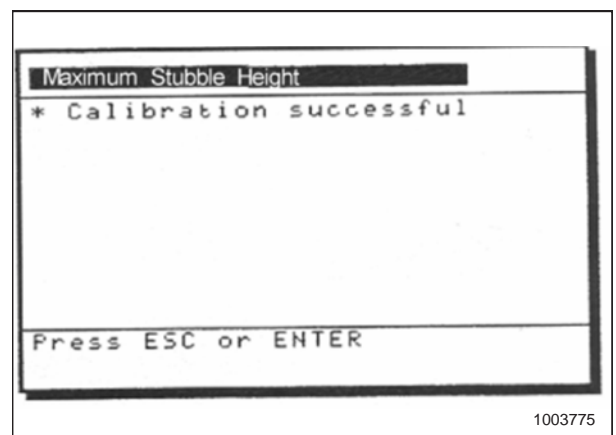 Maximum Stubble Height
* Calibration successful
Press ESC or ENTER
1003775